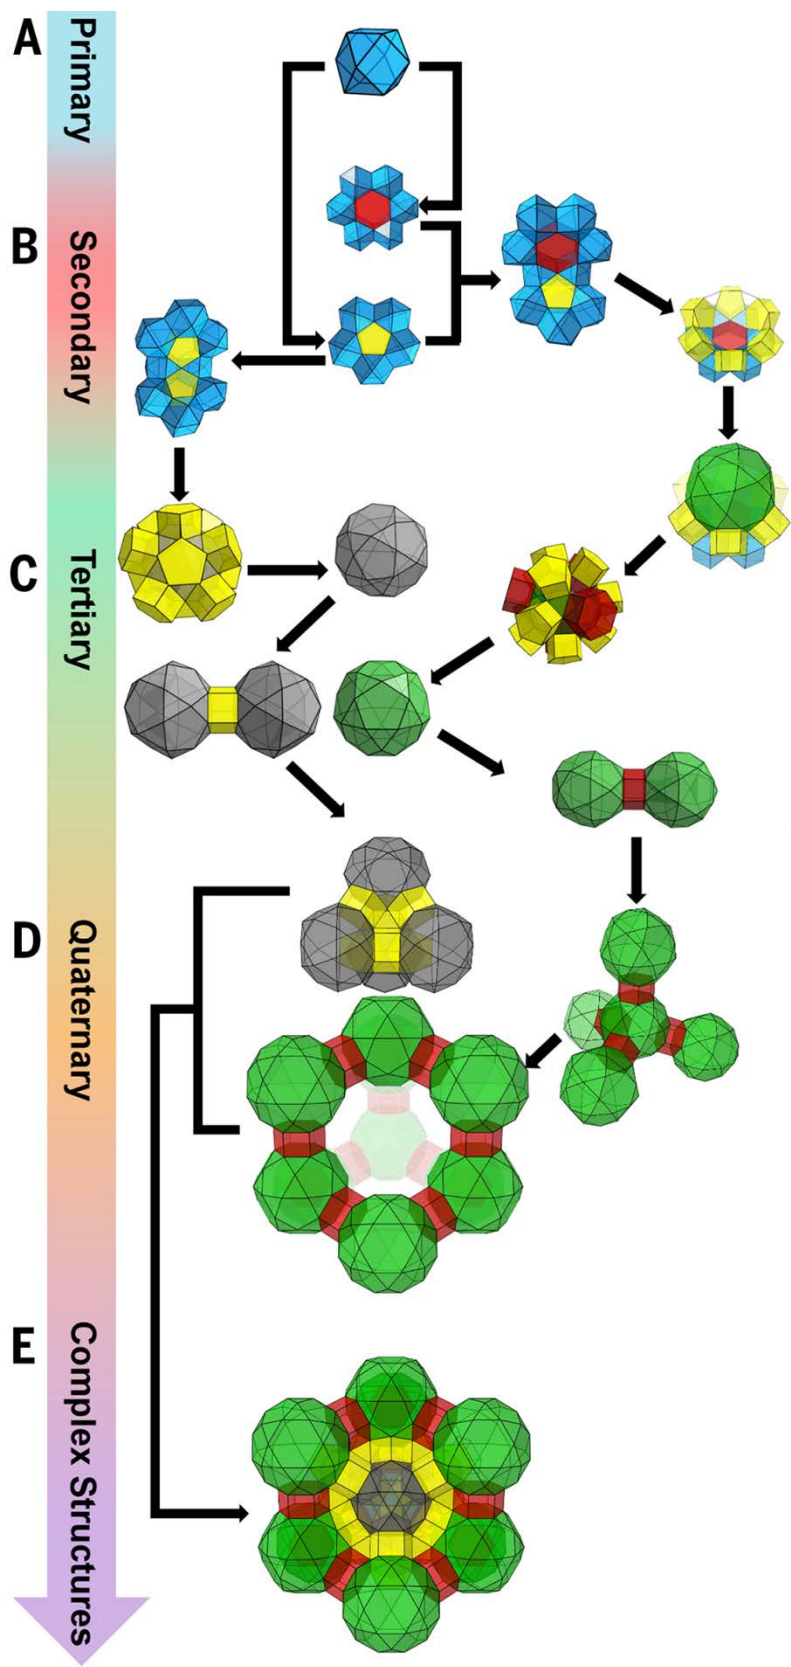 A
Primary
B
Secondary
C
Tertiary
D
Quaternary
E
Complex Structures